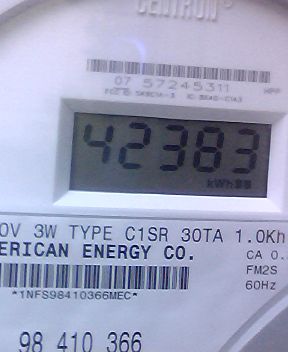 CENTRON®
07 57245311
42383
kWh
0V 3W TYPE C1SR 30TA 1.0Kh
ERICAN ENERGY CO.
CA 0.
FM2S
*1NFS98410366MEC*
60Hz
98 410 366